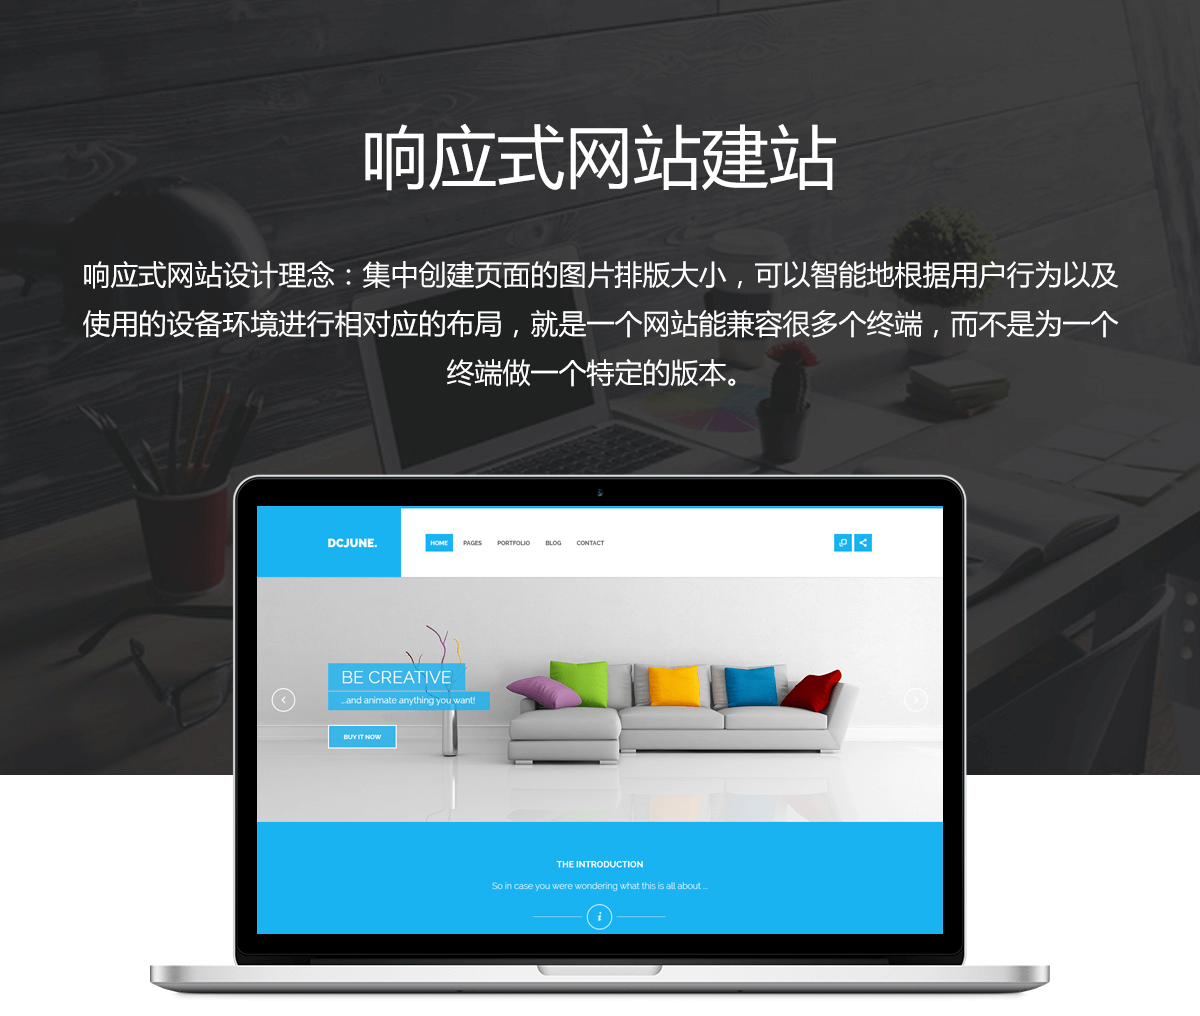 响应式网站建站
响应式网站设计理念：集中创建页面的图片排版大小，可以智能地根据用户行为以及
使用的设备环境进行相对应的布局，就是一个网站能兼容很多个终端，而不是为一个
终端做一个特定的版本。
DCJUNE.
HOME PAGES PORTFOLIO BLOG CONTACT
BE CREATIVE
...and animate anything you want!
BUY IT NOW
THE INTRODUCTION
So in case you were wondering what this is all about ...
i